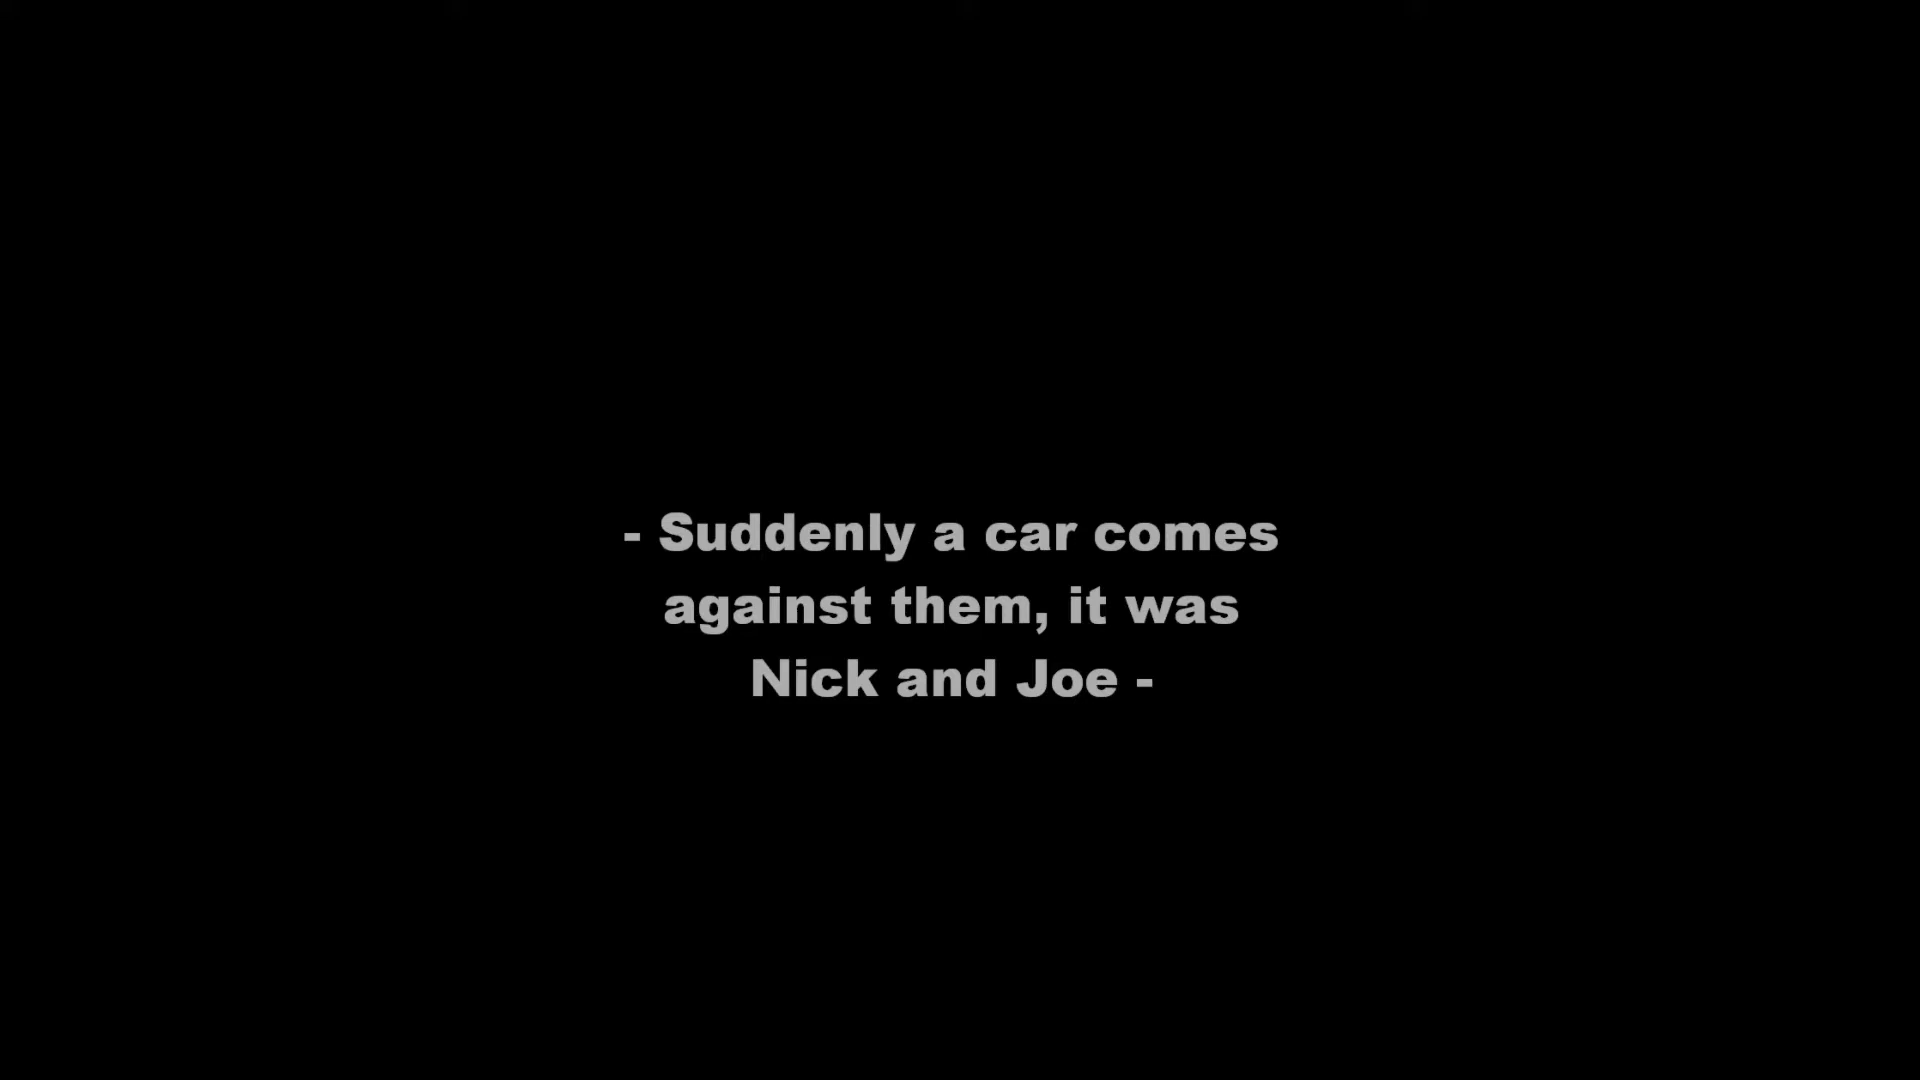 - Suddenly a car comes
against them, it was
Nick and Joe -